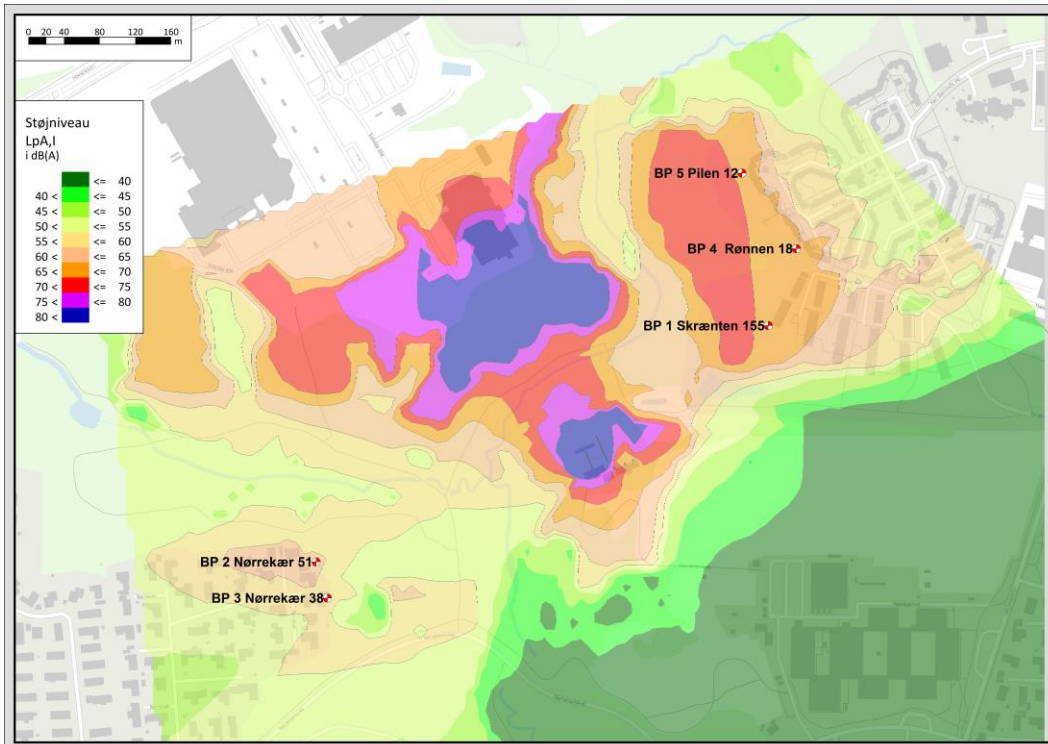 0 20 40 80 120 160
m
Støjniveau
LpA,I
i dB(A)
<= 40
40 < <= 45
45 < <= 50
50 < <= 55
55 < <= 60
60 < <= 65
65 < <= 70
70 < <= 75
75 < <= 80
80 <
BP 5 Pilen 12
BP 4 Rønnen 18
BP 1 Skrænten 155
BP 2 Nørrekær 51
BP 3 Nørrekær 38